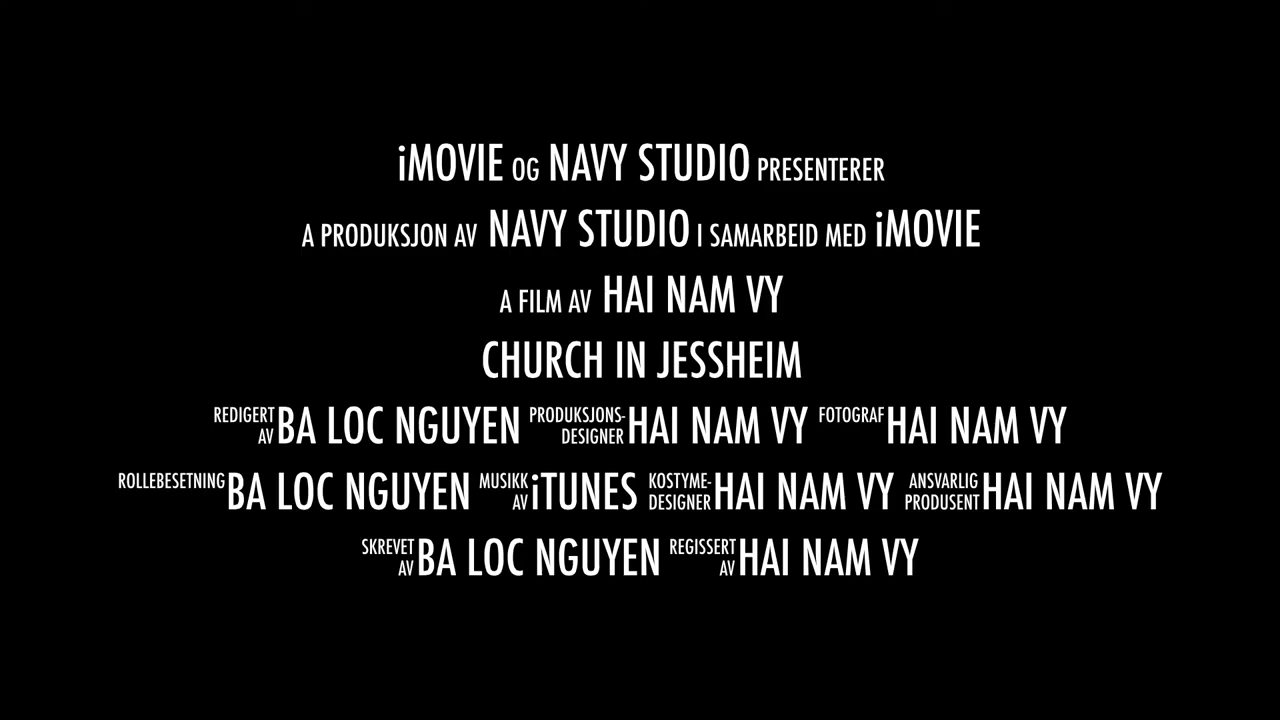 iMOVIE OG NAVY STUDIO PRESENTERER
A PRODUKSJON AV NAVY STUDIO I SAMARBEID MED iMOVIE
A FILM AV HAI NAM VY
CHURCH IN JESSHEIM
REDIGERT AV BA LOC NGUYEN PRODUKSJONS-DESIGNER HAI NAM VY FOTOGRAF HAI NAM VY
ROLLEBESETNING BA LOC NGUYEN MUSIKK AV iTUNES KOSTYME-DESIGNER HAI NAM VY ANSVARLIG PRODUSENT HAI NAM VY
SKREVET AV BA LOC NGUYEN REGISSERT AV HAI NAM VY